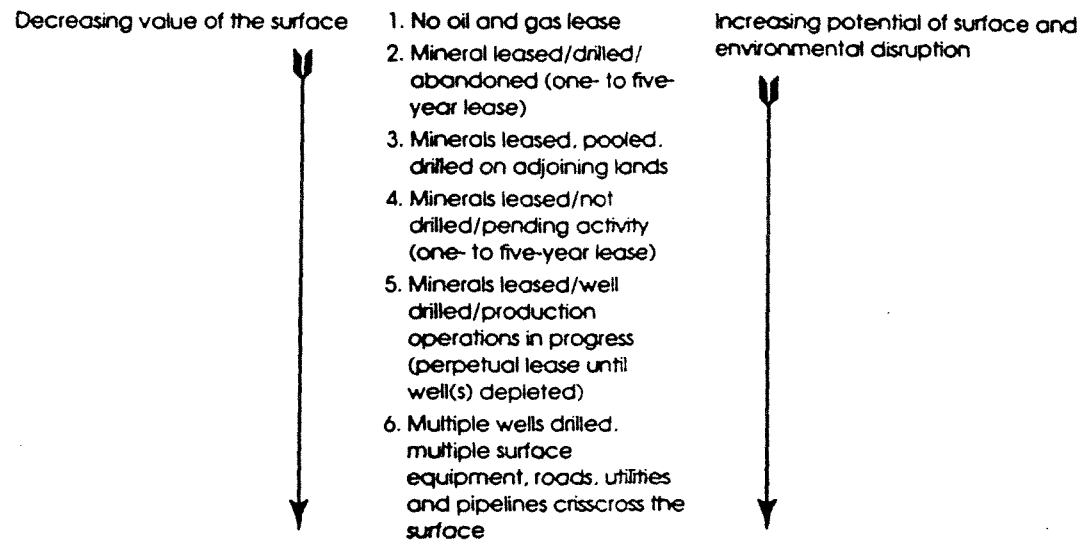 Decreasing value of the surface
1. No oil and gas lease
2. Mineral leased/drilled/
abandoned (one- to five-
year lease)
3. Minerals leased, pooled,
drilled on adjoining lands
4. Minerals leased/not
drilled/pending activity
(one- to five-year lease)
5. Minerals leased/well
drilled/production
operations in progress
(perpetual lease until
well(s) depleted)
6. Multiple wells drilled,
multiple surface
equipment, roads, utilities
and pipelines crisscross the
surface
Increasing potential of surface and
environmental disruption